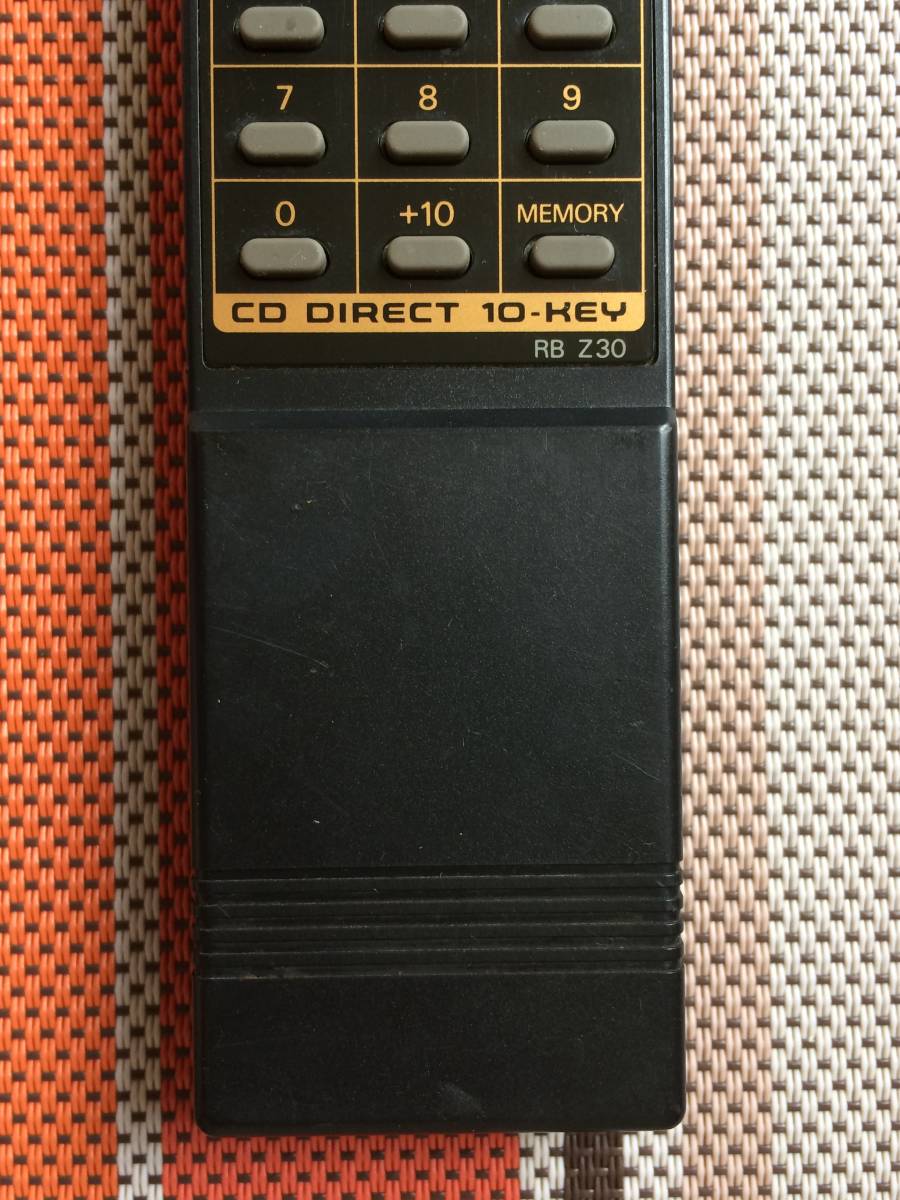 7 8 9
0 +10 MEMORY
CD DIRECT 10-KEY
RB Z30